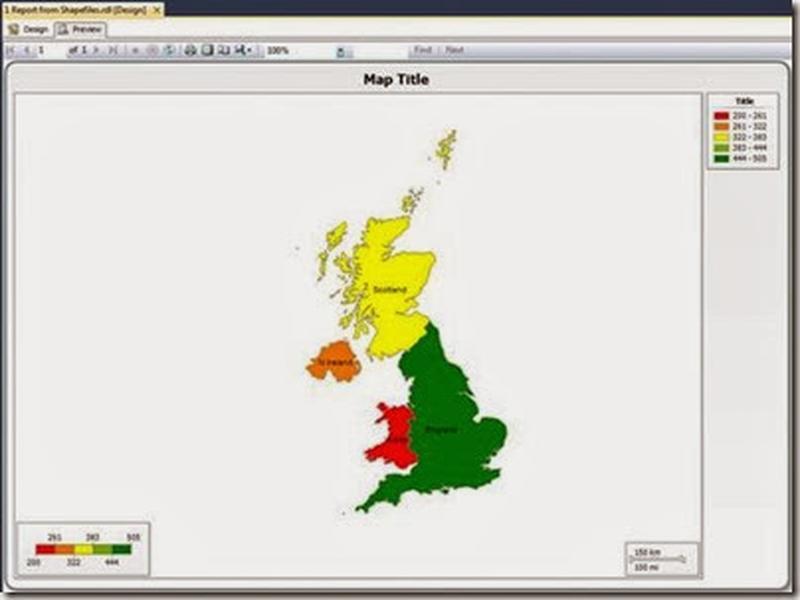 1 Report from Shapefiles.rdl [Design]
Design Preview
1 of 1 100% Find Next
Map Title
Title
200 - 261
261 - 322
322 - 383
383 - 444
444 - 505
Scotland
N Ireland
England
261 383 505
200 322 444
150 km
100 mi